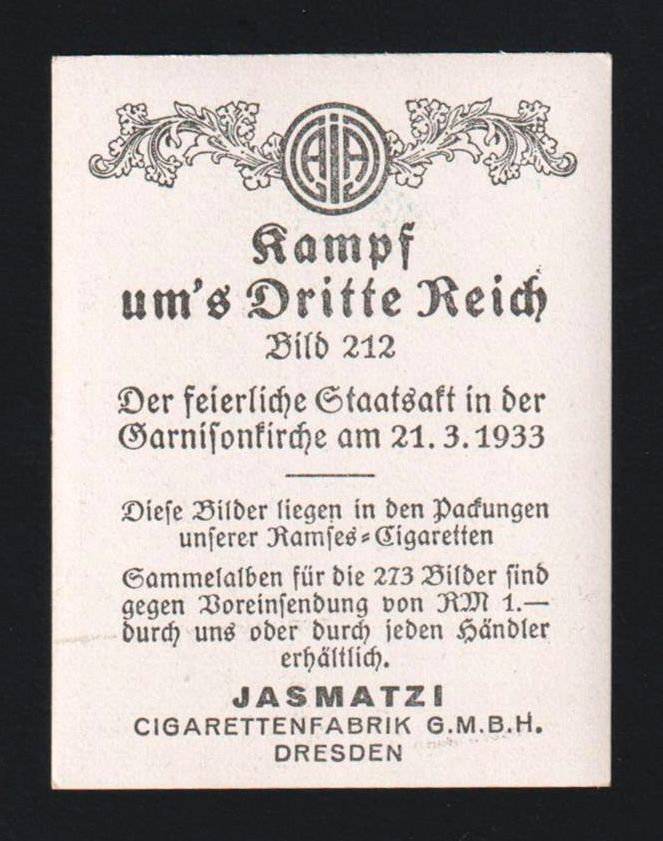 Kampf
um's Dritte Reich
Bild 212
Der feierliche Staatsakt in der
Garnisonkirche am 21. 3. 1933
Diese Bilder liegen in den Packungen
unserer Ramses-Cigaretten
Sammelalben für die 273 Bilder sind
gegen Voreinsendung von RM 1.—
durch uns oder durch jeden Händler
erhältlich.
JASMATZI
CIGARETTENFABRIK G.M.B.H.
DRESDEN